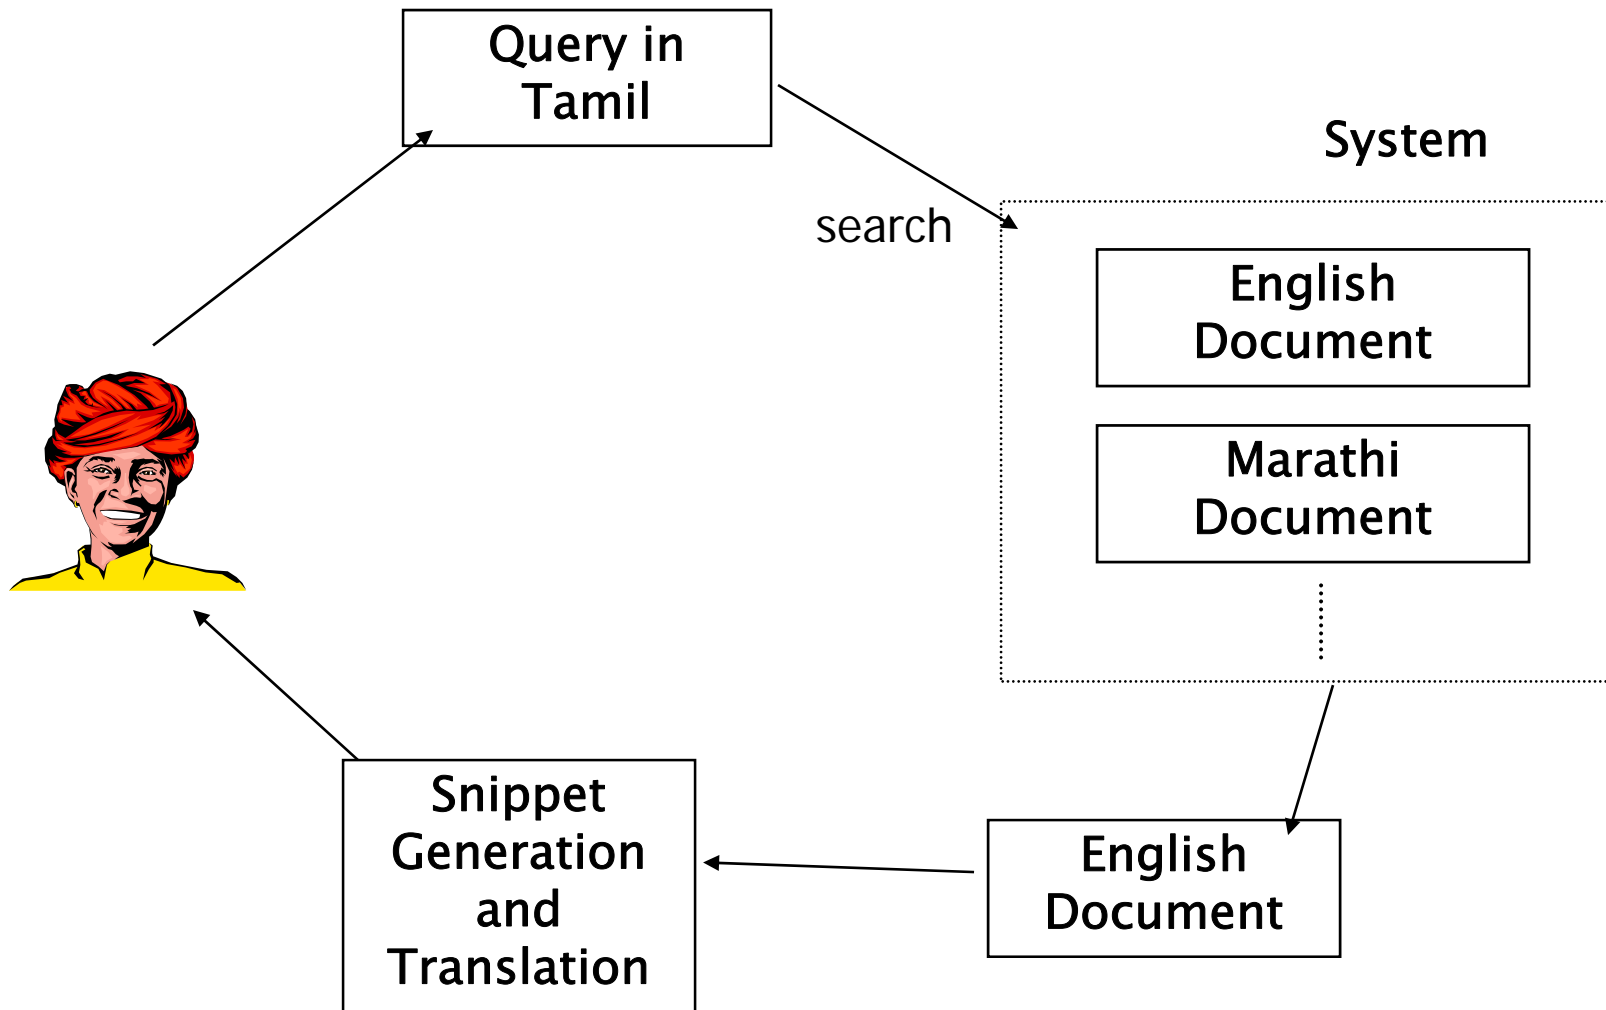 Query in
Tamil
System
search
English
Document
Marathi
Document
Snippet
Generation
and
Translation
English
Document